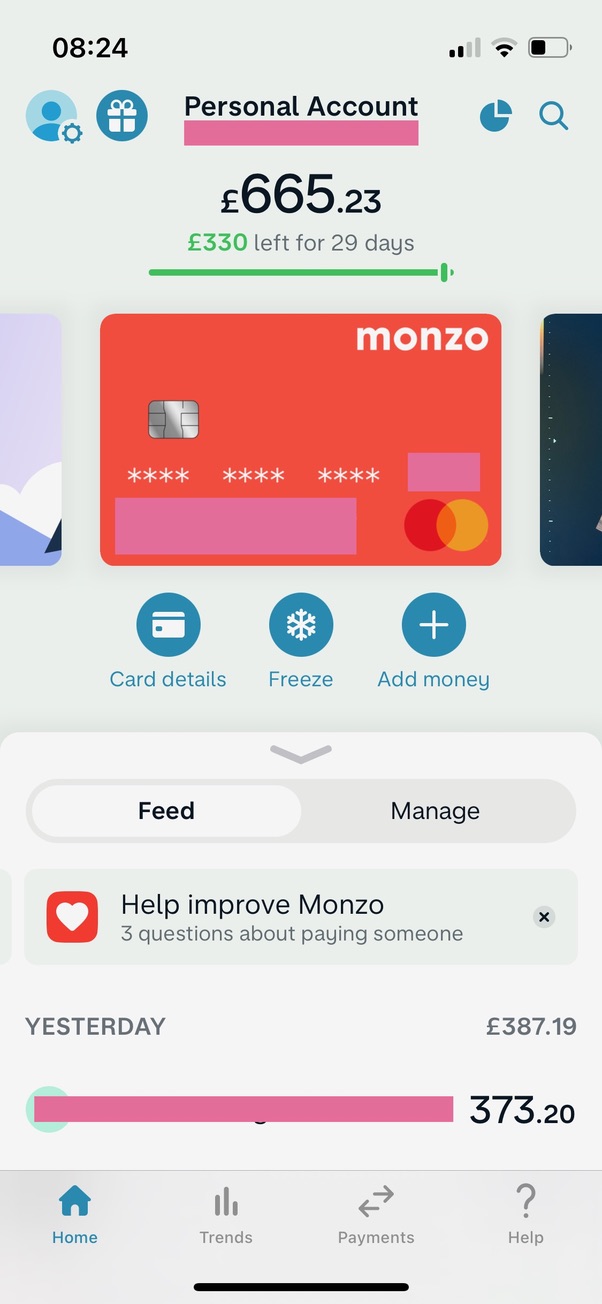 08:24
Personal Account
£665.23
£330 left for 29 days
monzo
**** **** ****
Card details
Freeze
Add money
Feed
Manage
Help improve Monzo
3 questions about paying someone
YESTERDAY
£387.19
373.20
Home
Trends
Payments
Help